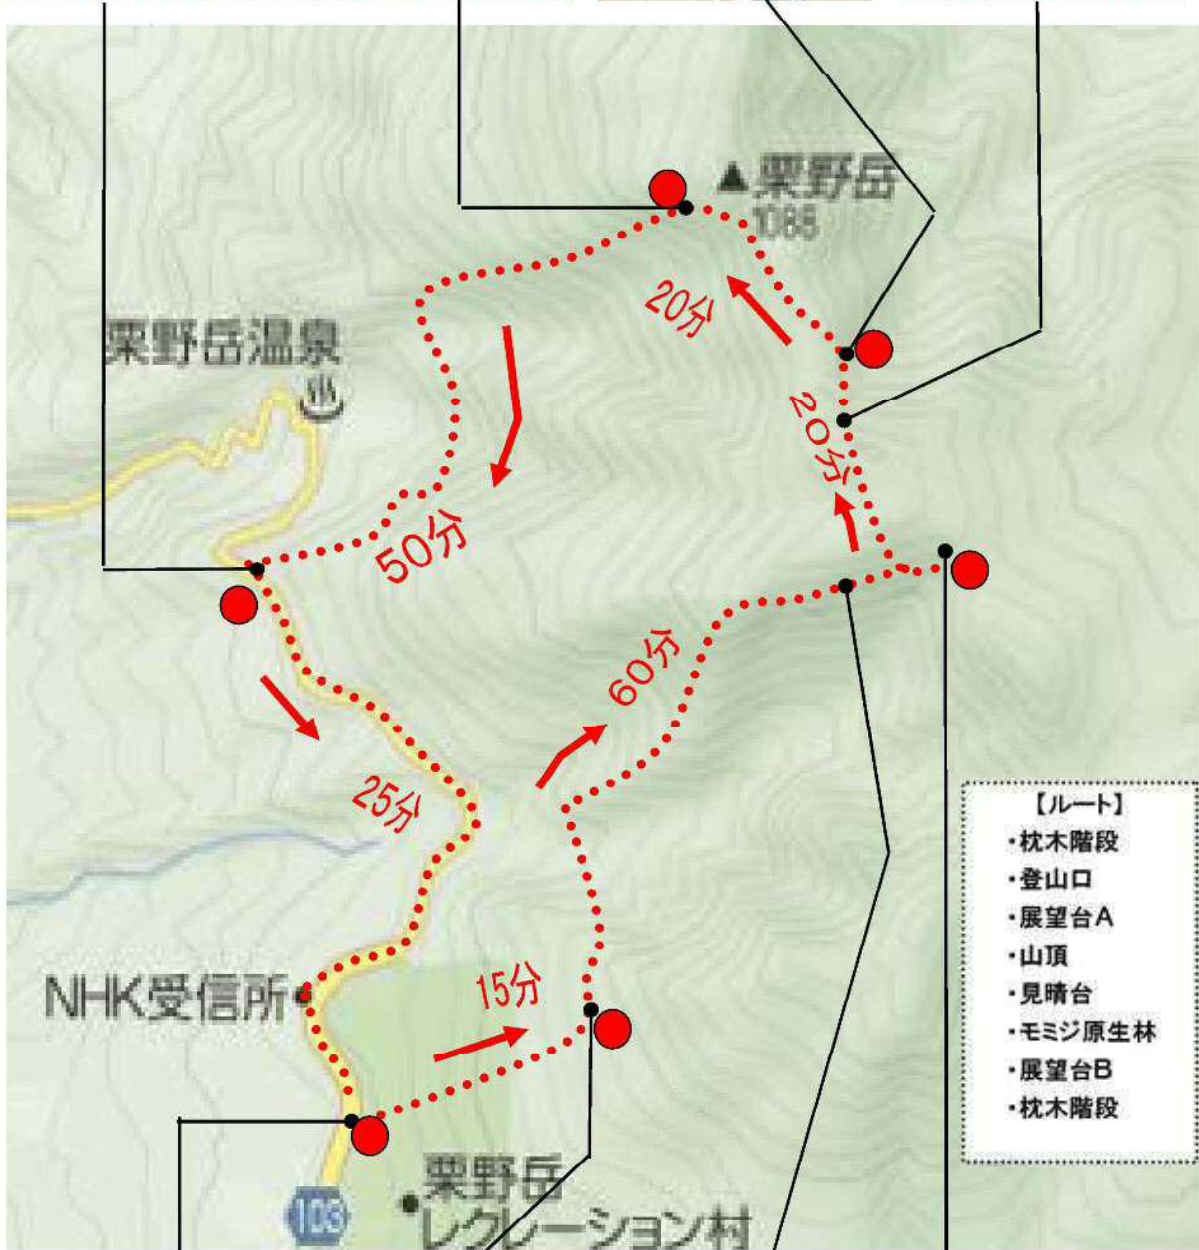 ▲栗野岳
1088
20分
栗野岳温泉
20分
50分
60分
25分
【ルート】
・枕木階段
・登山口
・展望台A
・山頂
・見晴台
・モミジ原生林
・展望台B
・枕木階段
NHK受信所
15分
栗野岳
レクレーション村
103